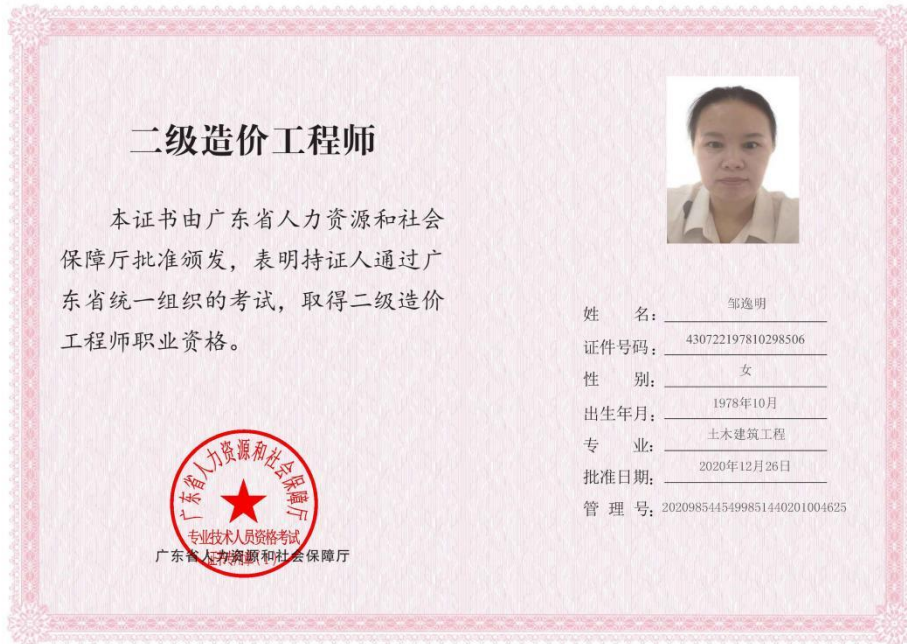 二级造价工程师
本证书由广东省人力资源和社会
保障厅批准颁发，表明持证人通过广
东省统一组织的考试，取得二级造价
工程师职业资格。
姓 名：邹逸明
证件号码：430722197810298506
性 别：女
出生年月：1978年10月
专 业：土木建筑工程
批准日期：2020年12月26日
管 理 号：2020985445499851440201004625
广东省人力资源和社会保障厅
专业技术人员资格考试
广东省人力资源和社会保障厅